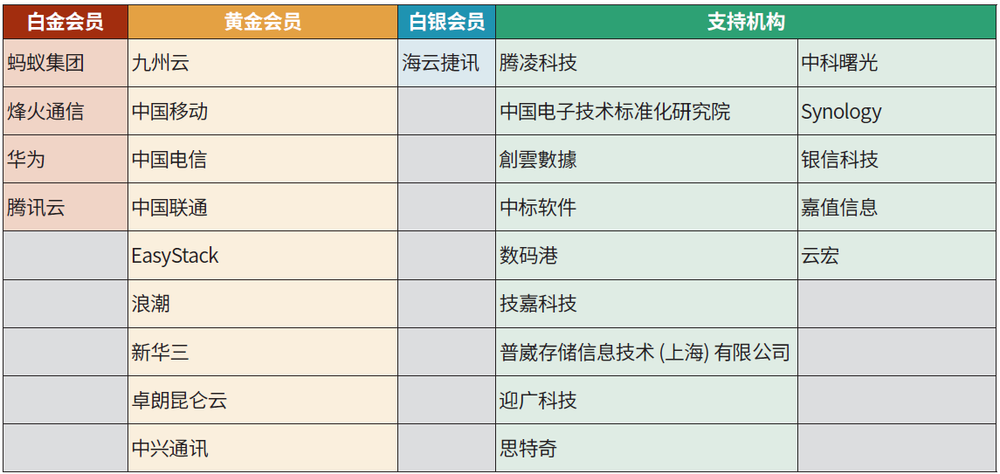 白金会员 黄金会员 白银会员 支持机构
蚂蚁集团 九州云 海云捷讯 腾凌科技 中科曙光
烽火通信 中国移动 中国电子技术标准化研究院 Synology
华为 中国电信 創雲數據 银信科技
腾讯云 中国联通 中标软件 嘉值信息
EasyStack 数码港 云宏
浪潮 技嘉科技
新华三 普崴存储信息技术 (上海) 有限公司
卓朗昆仑云 迎广科技
中兴通讯 思特奇